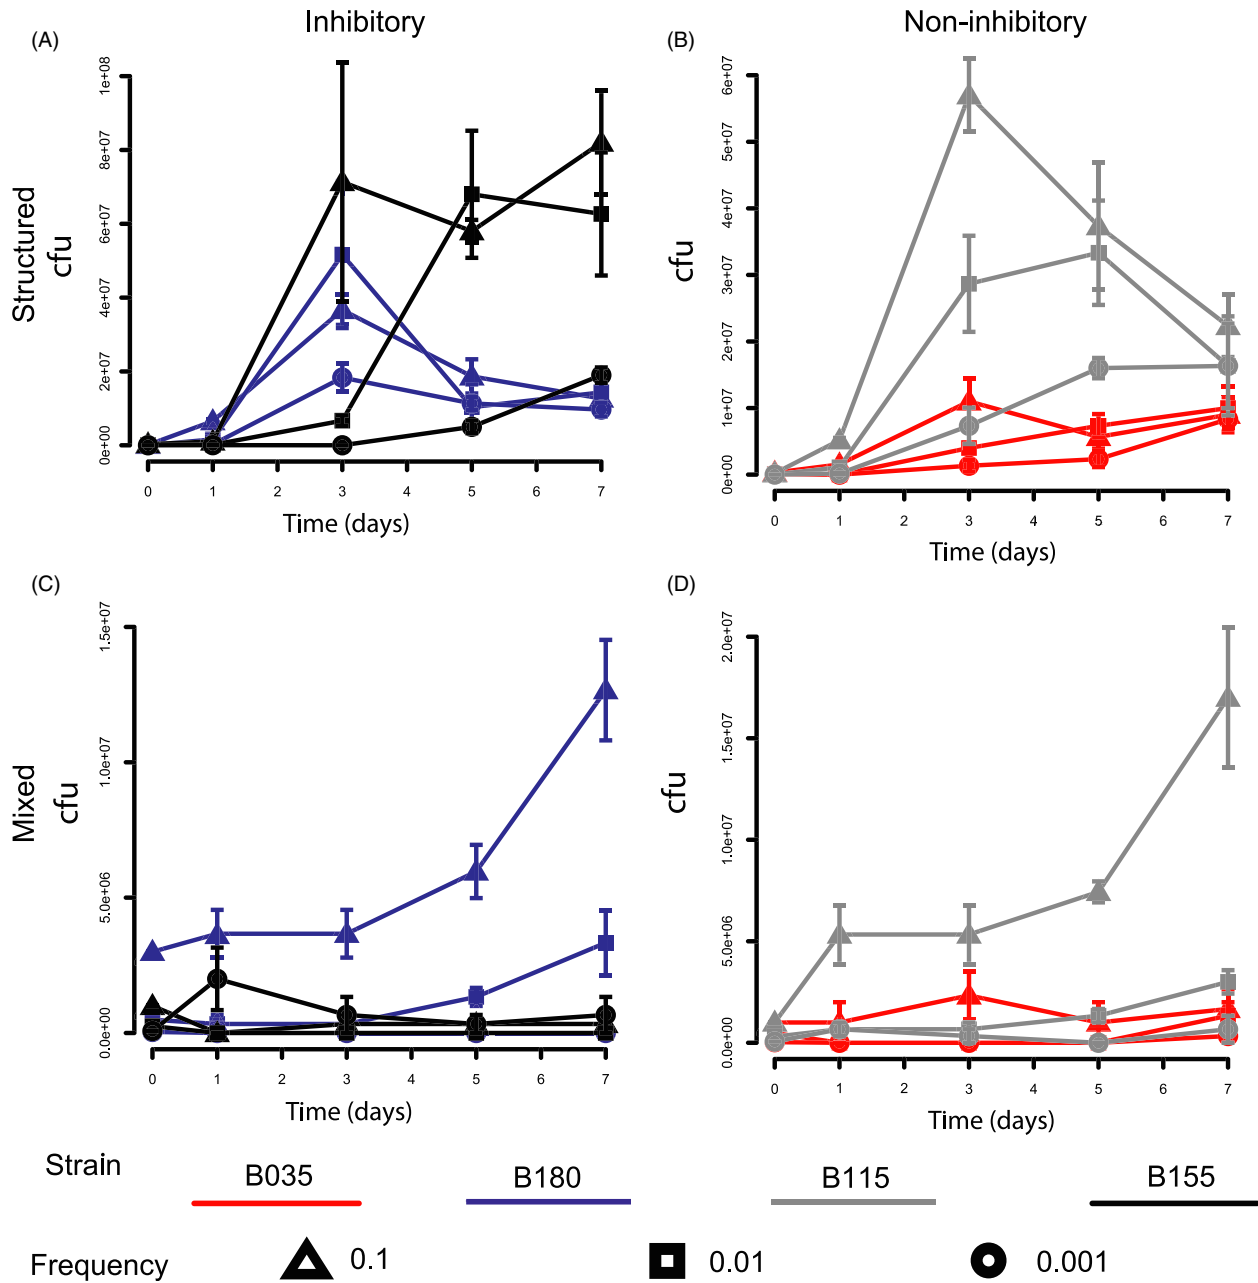 Inhibitory
Non-inhibitory
(A)
(B)
Structured
cfu
1e+08
8e+07
6e+07
4e+07
2e+07
0e+00
0 1 2 3 4 5 6 7
Time (days)
cfu
6e+07
5e+07
4e+07
3e+07
2e+07
1e+07
0e+00
0 1 2 3 4 5 6 7
Time (days)
(C)
(D)
Mixed
cfu
1.5e+07
1.0e+07
5.0e+06
0.0e+00
0 1 2 3 4 5 6 7
Time (days)
cfu
2.0e+07
1.5e+07
1.0e+07
5.0e+06
0.0e+00
0 1 2 3 4 5 6 7
Time (days)
Strain
B035 B180 B115 B155
Frequency 0.1 0.01 0.001